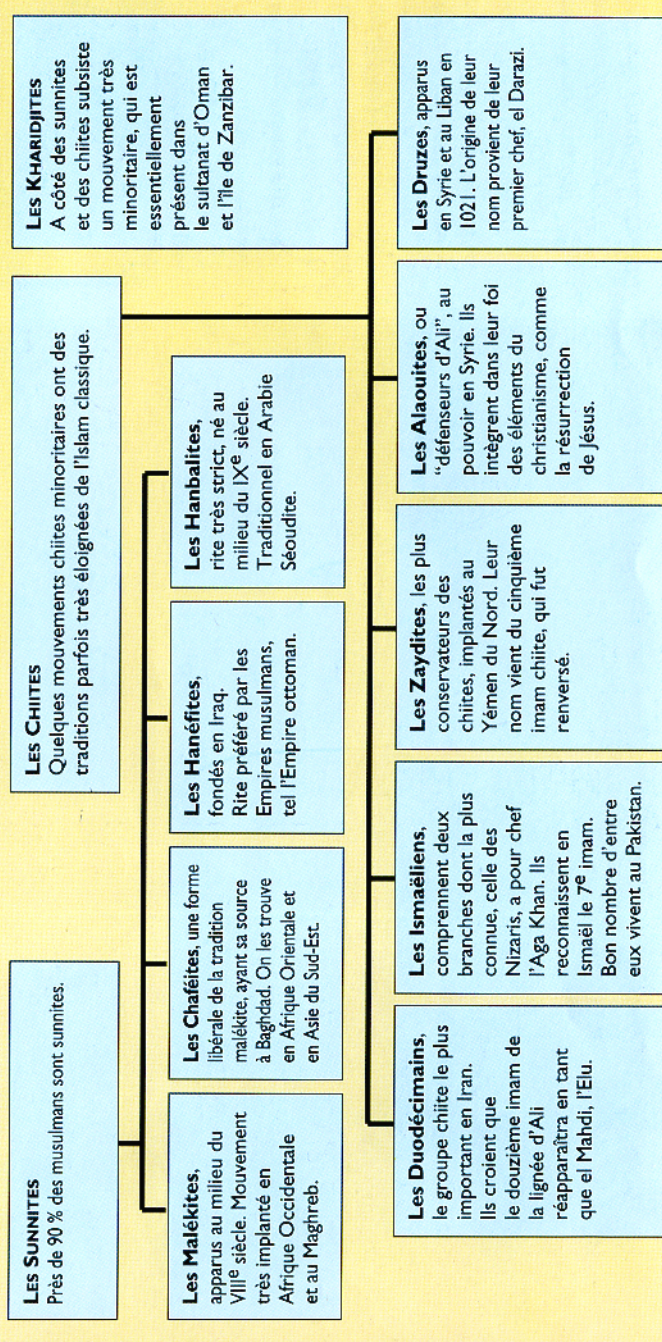 LES SUNNITES
Près de 90 % des musulmans sont sunnites.
LES CHIITES
Quelques mouvements chiites minoritaires ont des
traditions parfois très éloignées de l'Islam classique.
LES KHARIDJITES
A côté des sunnites
et des chiites subsiste
un mouvement très
minoritaire, qui est
essentiellement
présent dans
le sultanat d'Oman
et l'île de Zanzibar.
Les Malékites,
apparus au milieu du
VIIIe siècle. Mouvement
très implanté en
Afrique Occidentale
et au Maghreb.
Les Chaféites, une forme
libérale de la tradition
malékite, ayant sa source
à Baghdad. On les trouve
en Afrique Orientale et
en Asie du Sud-Est.
Les Hanéfites,
fondés en Iraq.
Rite préféré par les
Empires musulmans,
tel l'Empire ottoman.
Les Hanbalites,
rite très strict, né au
milieu du IXe siècle.
Traditionnel en Arabie
Séoudite.
Les Duodécimains,
le groupe chiite le plus
important en Iran.
Ils croient que
le douzième imam de
la lignée d'Ali
réapparaîtra en tant
que el Mahdi, l'Elu.
Les Ismaëliens,
comprennent deux
branches dont la plus
connue, celle des
Nizaris, a pour chef
l'Aga Khan. Ils
reconnaissent en
Ismaël le 7e imam.
Bon nombre d'entre
eux vivent au Pakistan.
Les Zaydites, les plus
conservateurs des
chiites, implantés au
Yémen du Nord. Leur
nom vient du cinquième
imam chiite, qui fut
renversé.
Les Alaouites, ou
“défenseurs d'Ali”, au
pouvoir en Syrie. Ils
intègrent dans leur foi
des éléments du
christianisme, comme
la résurrection
de Jésus.
Les Druzes, apparus
en Syrie et au Liban en
1021. L'origine de leur
nom provient de leur
premier chef, el Darazi.